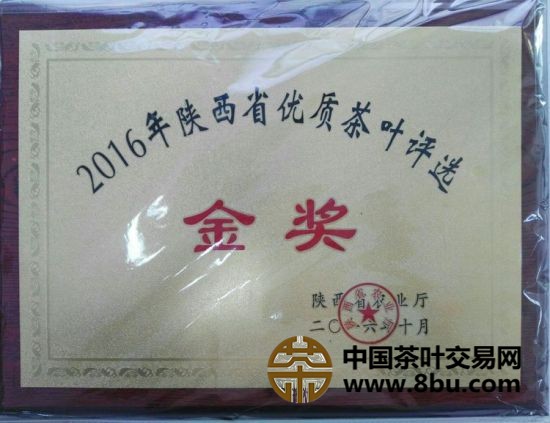 2016年陕西省优质茶叶评选
金奖
陕西省农业厅
二〇一六年十月
中国茶叶交易网
www.8bu.com